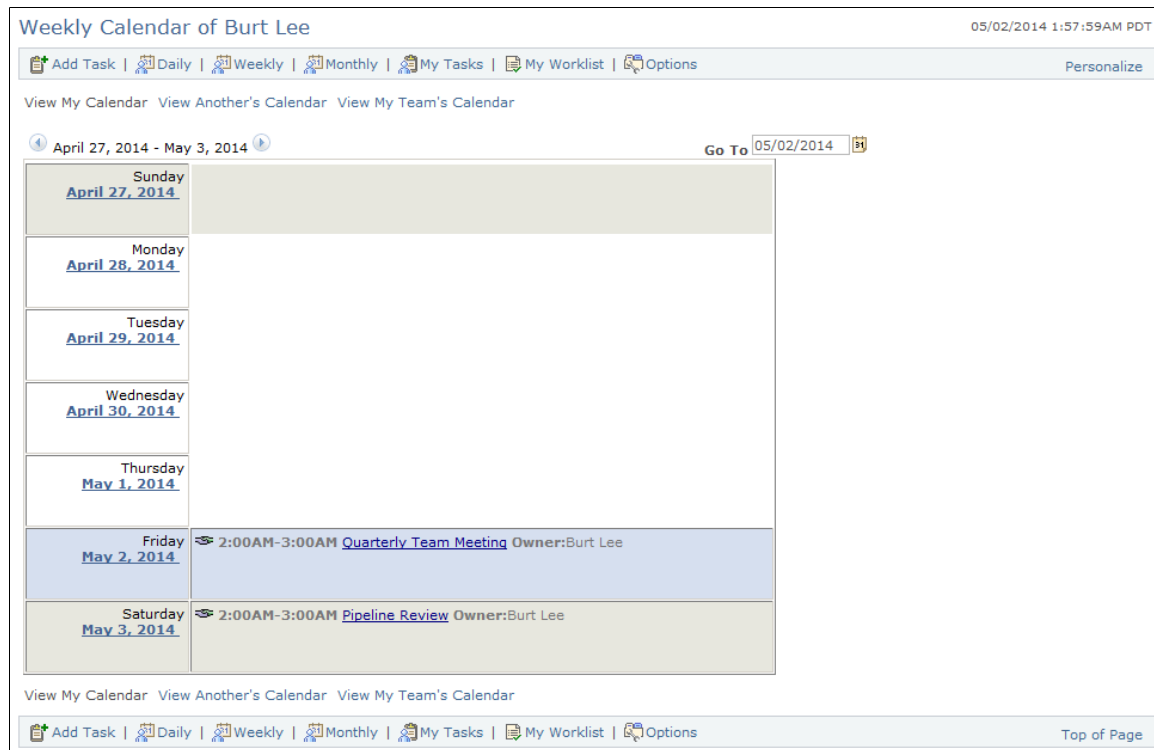 Weekly Calendar of Burt Lee
05/02/2014 1:57:59AM PDT
Add Task | Daily | Weekly | Monthly | My Tasks | My Worklist | Options
Personalize
View My Calendar View Another's Calendar View My Team's Calendar
April 27, 2014 - May 3, 2014
Go To 05/02/2014
Sunday
April 27, 2014
Monday
April 28, 2014
Tuesday
April 29, 2014
Wednesday
April 30, 2014
Thursday
May 1, 2014
Friday
May 2, 2014
2:00AM-3:00AM Quarterly Team Meeting Owner:Burt Lee
Saturday
May 3, 2014
2:00AM-3:00AM Pipeline Review Owner:Burt Lee
View My Calendar View Another's Calendar View My Team's Calendar
Add Task | Daily | Weekly | Monthly | My Tasks | My Worklist | Options
Top of Page